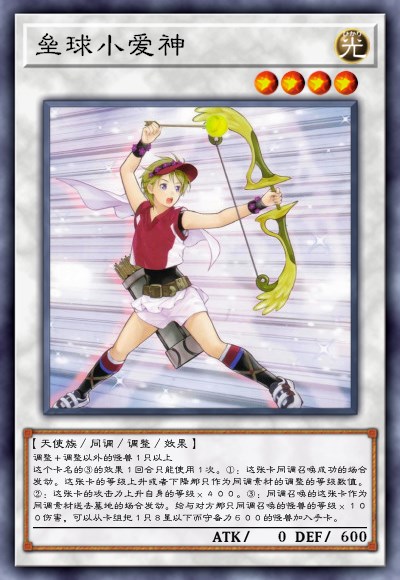 垒球小爱神
光
【天使族/同调/调整/效果】
调整+调整以外的怪兽1只以上
这个卡名的③的效果1回合只能使用1次。①：这张卡同调召唤成功的场合
发动。这张卡的等级上升或者下降那只作为同调素材的调整的等级数值。
②：这张卡的攻击力上升自身的等级×400。③：同调召唤的这张卡作为
同调素材送去墓地的场合发动。给与对方那只同调召唤的怪兽的等级×10
0伤害，可以从卡组把1只8星以下而守备力600的怪兽加入手卡。
ATK/ 0 DEF/ 600